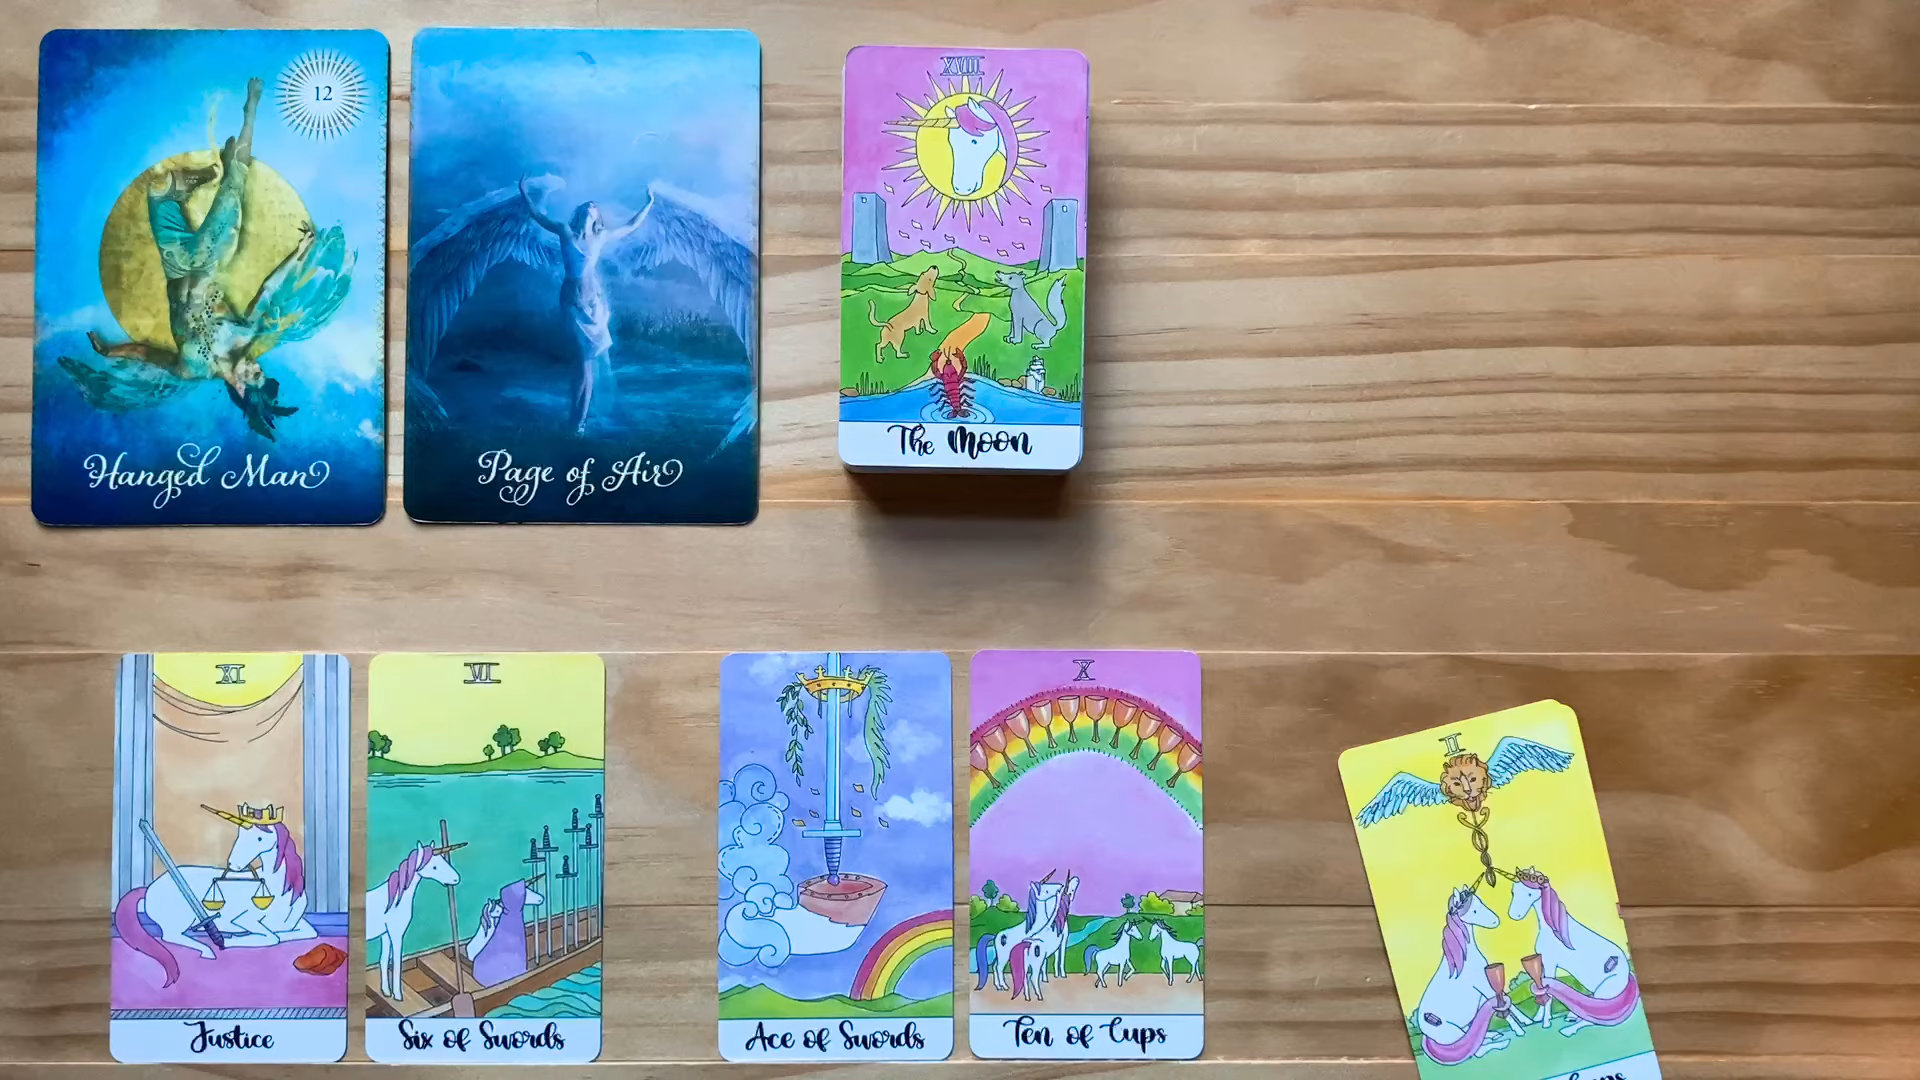 12
Hanged Man
Page of Air
XVIII
The Moon
XI
Justice
VI
Six of Swords
Ace of Swords
X
Ten of Cups
II
Cups